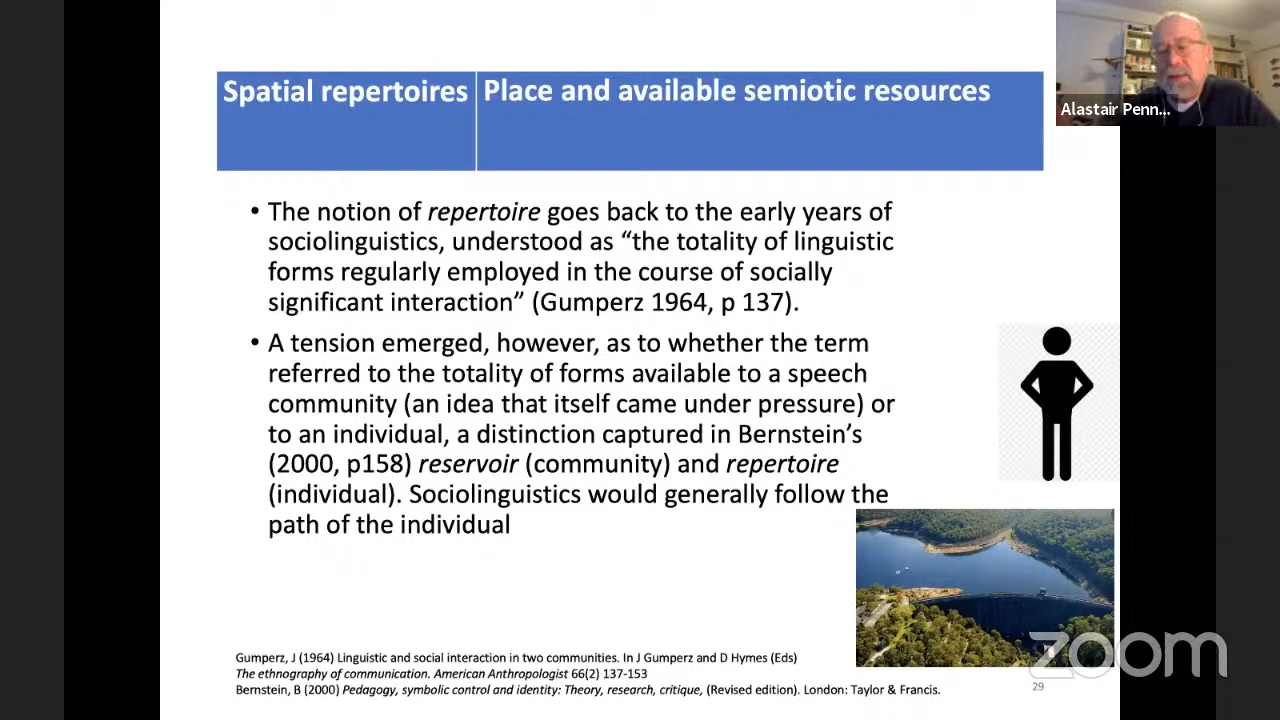 Spatial repertoires
Place and available semiotic resources
Alastair Penn...
• The notion of repertoire goes back to the early years of
sociolinguistics, understood as “the totality of linguistic
forms regularly employed in the course of socially
significant interaction” (Gumperz 1964, p 137).
• A tension emerged, however, as to whether the term
referred to the totality of forms available to a speech
community (an idea that itself came under pressure) or
to an individual, a distinction captured in Bernstein’s
(2000, p158) reservoir (community) and repertoire
(individual). Sociolinguistics would generally follow the
path of the individual
Gumperz, J (1964) Linguistic and social interaction in two communities. In J Gumperz and D Hymes (Eds)
The ethnography of communication. American Anthropologist 66(2) 137-153
Bernstein, B (2000) Pedagogy, symbolic control and identity: Theory, research, critique, (Revised edition). London: Taylor & Francis.
zoom
29